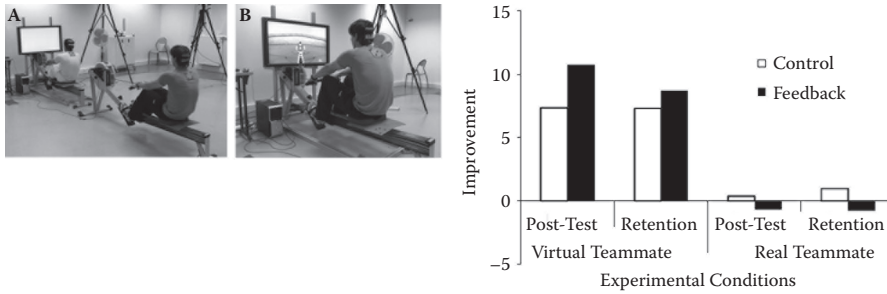 A
B
15
10
5
0
−5
Improvement
Control
Feedback
Post-Test Retention Post-Test Retention
Virtual Teammate Real Teammate
Experimental Conditions